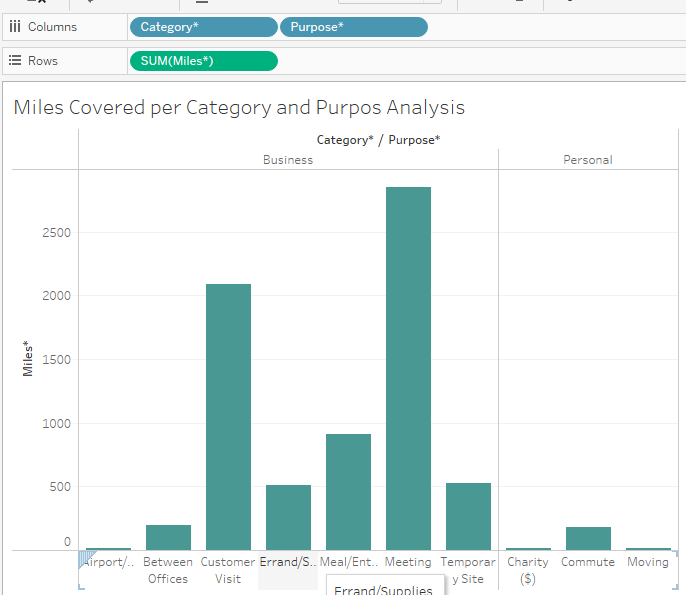 Columns
Category*
Purpose*
Rows
SUM(Miles*)
Miles Covered per Category and Purpos Analysis
Category* / Purpose*
Business
Personal
2500
2000
1500
1000
500
0
Miles*
Airport/..
Between
Offices
Customer
Visit
Errand/S..
Meal/Ent..
Meeting
Temporar
y Site
Charity
($)
Commute
Moving
Errand/Supplies